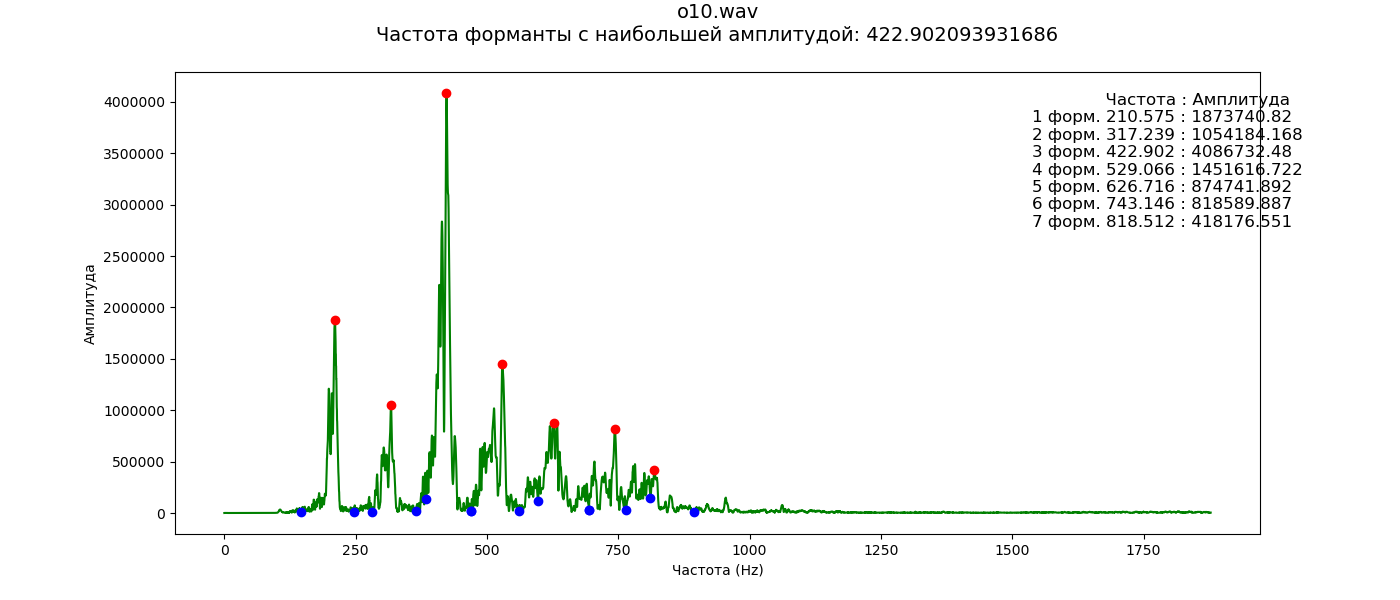 o10.wav
Частота форманты с наибольшей амплитудой: 422.902093931686
Частота : Амплитуда
1 форм. 210.575 : 1873740.82
2 форм. 317.239 : 1054184.168
3 форм. 422.902 : 4086732.48
4 форм. 529.066 : 1451616.722
5 форм. 626.716 : 874741.892
6 форм. 743.146 : 818589.887
7 форм. 818.512 : 418176.551
4000000
3500000
3000000
2500000
2000000
1500000
1000000
500000
0
Амплитуда
0 250 500 750 1000 1250 1500 1750
Частота (Hz)